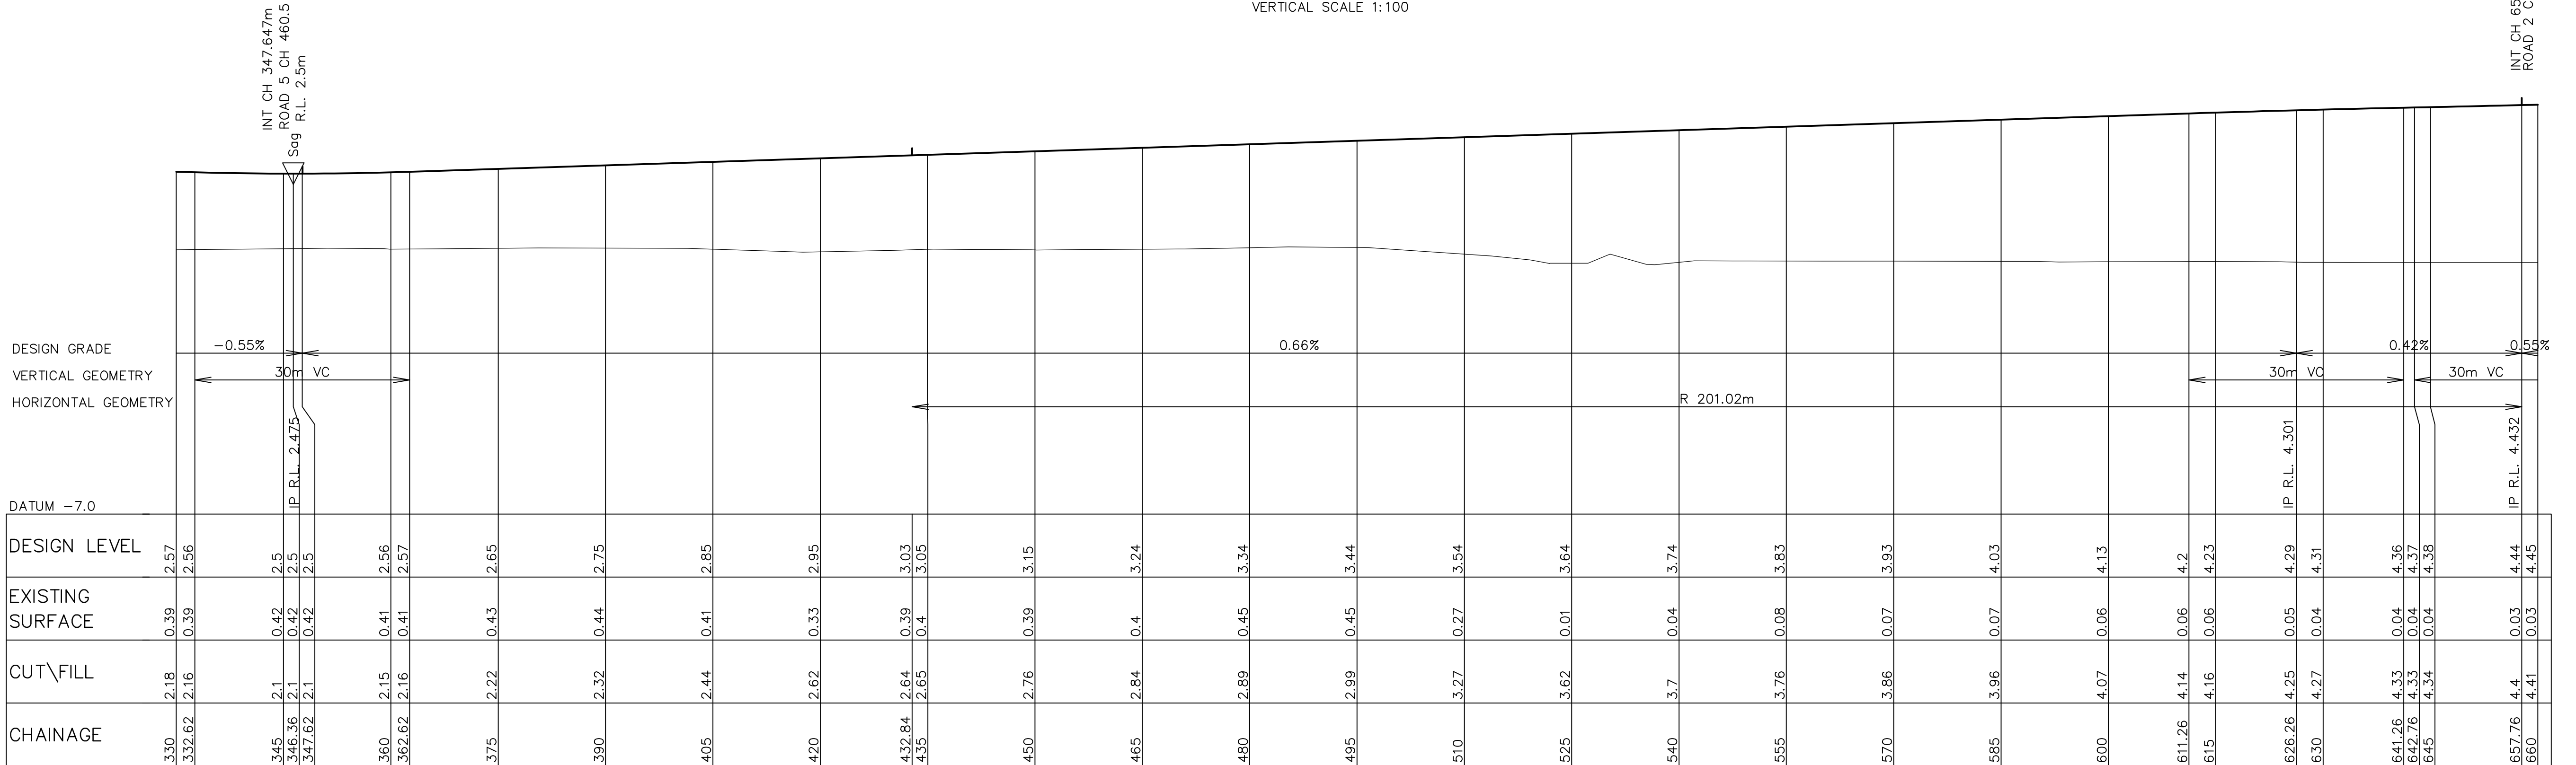 VERTICAL SCALE 1:100
INT CH 347.647m
ROAD 5 CH 460.5
Sag R.L. 2.5m
INT CH 65
ROAD 2 C
DESIGN GRADE -0.55% 0.66% 0.42% 0.55%
VERTICAL GEOMETRY 30m VC 30m VC 30m VC
HORIZONTAL GEOMETRY R 201.02m
IP R.L. 2.475
IP R.L. 4.301
IP R.L. 4.432
DATUM -7.0
DESIGN LEVEL 2.57 2.56 2.5 2.5 2.5 2.56 2.57 2.65 2.75 2.85 2.95 3.03 3.05 3.15 3.24 3.34 3.44 3.54 3.64 3.74 3.83 3.93 4.03 4.13 4.2 4.23 4.29 4.31 4.36 4.37 4.38 4.44 4.45
EXISTING
SURFACE 0.39 0.39 0.42 0.42 0.42 0.41 0.41 0.43 0.44 0.41 0.33 0.39 0.4 0.39 0.4 0.45 0.45 0.27 0.01 0.04 0.08 0.07 0.07 0.06 0.06 0.06 0.05 0.04 0.04 0.04 0.04 0.03 0.03
CUT\FILL 2.18 2.16 2.1 2.1 2.1 2.15 2.16 2.22 2.32 2.44 2.62 2.64 2.65 2.76 2.84 2.89 2.99 3.27 3.62 3.7 3.76 3.86 3.96 4.07 4.14 4.16 4.25 4.27 4.33 4.33 4.34 4.4 4.41
CHAINAGE 330 332.62 345 346.36 347.62 360 362.62 375 390 405 420 432.84 435 450 465 480 495 510 525 540 555 570 585 600 611.26 615 626.26 630 641.26 642.76 645 657.76 660